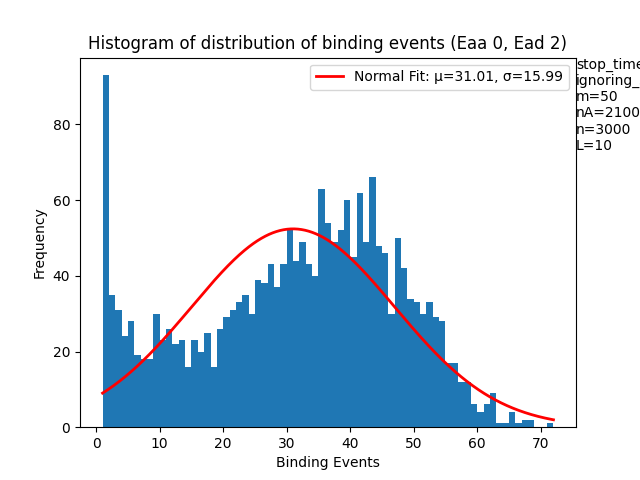 Histogram of distribution of binding events (Eaa 0, Ead 2)
Normal Fit: μ=31.01, σ=15.99
stop_time
ignoring_
m=50
nA=2100
n=3000
L=10
Frequency
80
60
40
20
0
0 10 20 30 40 50 60 70
Binding Events